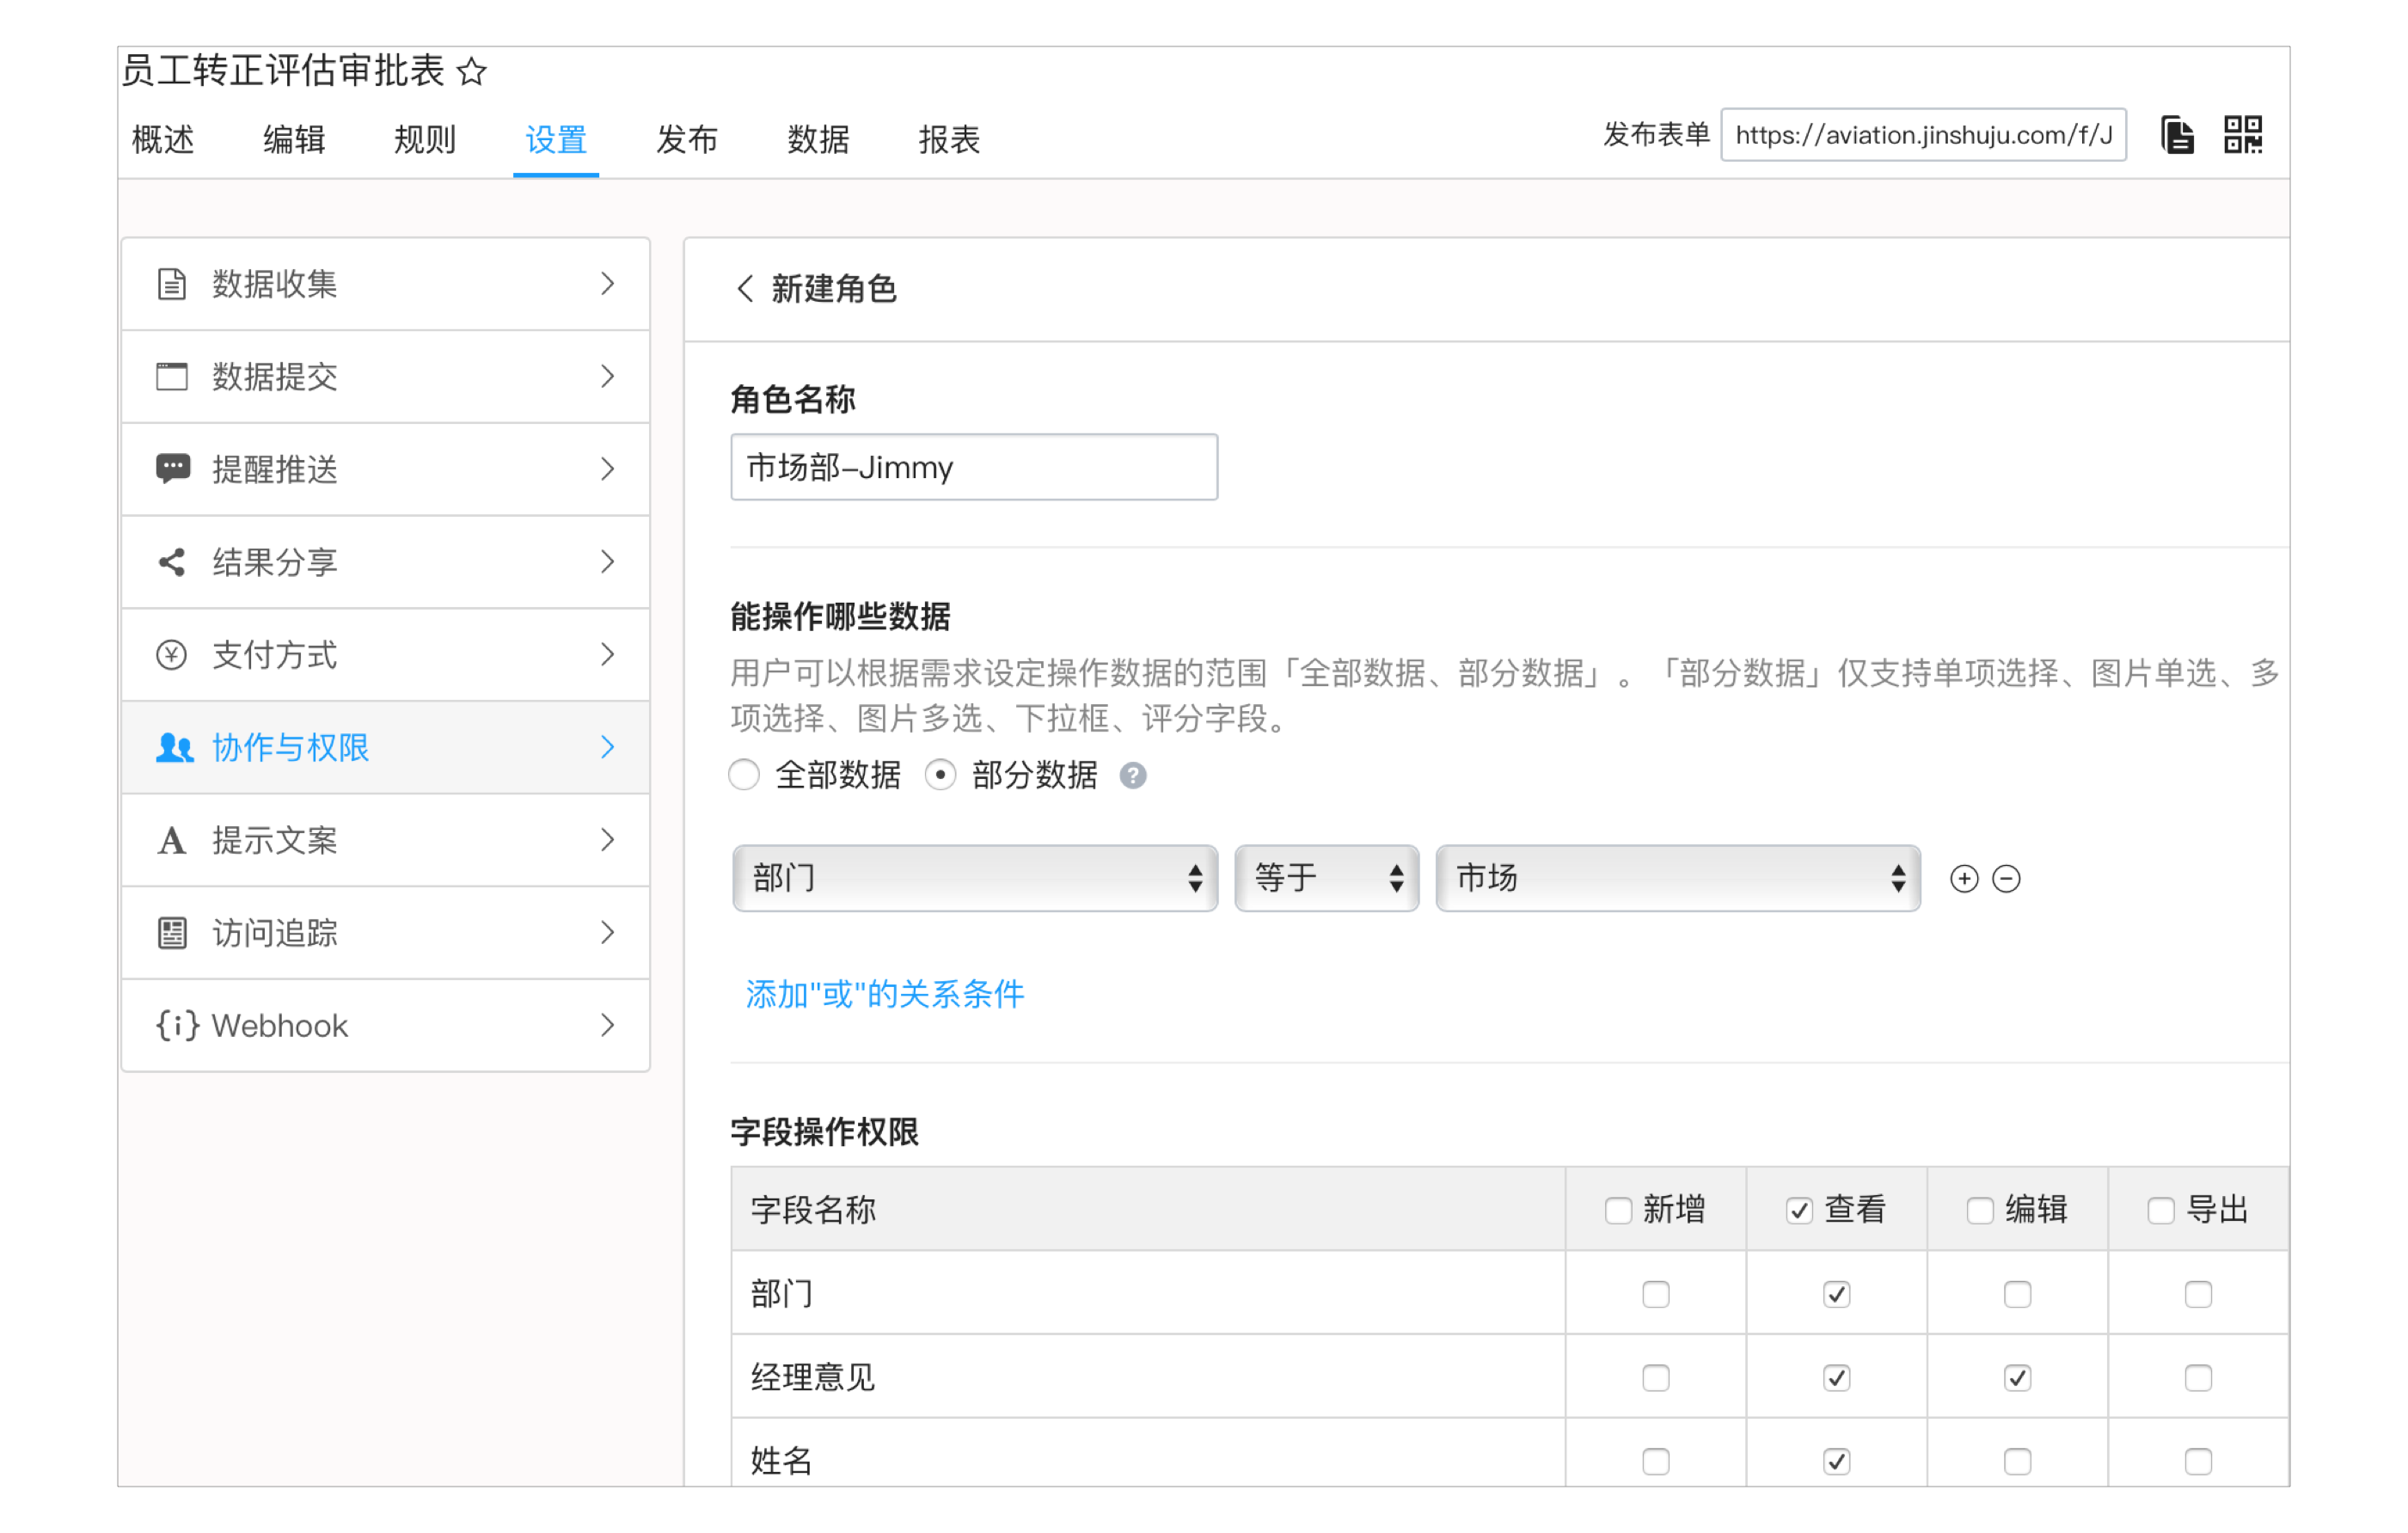 员工转正评估审批表
概述 编辑 规则 设置 发布 数据 报表
发布表单 https://aviation.jinshuju.com/f/J
数据收集
数据提交
提醒推送
结果分享
支付方式
协作与权限
提示文案
访问追踪
Webhook
新建角色
角色名称
市场部-Jimmy
能操作哪些数据
用户可以根据需求设定操作数据的范围「全部数据、部分数据」。「部分数据」仅支持单项选择、图片单选、多
项选择、图片多选、下拉框、评分字段。
全部数据 部分数据
部门 等于 市场
添加"或"的关系条件
字段操作权限
字段名称 新增 查看 编辑 导出
部门
经理意见
姓名